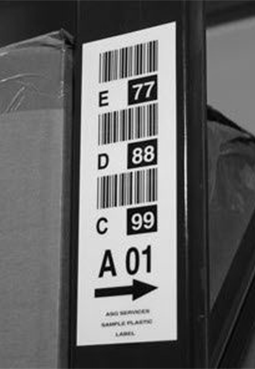 E 77
D 88
C 99
A 01
ASG SERVICES
SAMPLE PLASTIC
LABEL